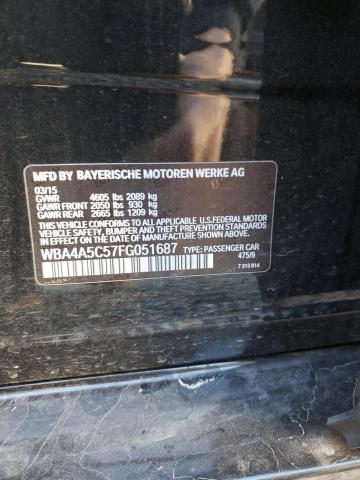 MFD BY BAYERISCHE MOTOREN WERKE AG
03/15
GVWR 4605 lbs 2089 kg
GAWR FRONT 2050 lbs 930 kg
GAWR REAR 2665 lbs 1209 kg
THIS VEHICLE CONFORMS TO ALL APPLICABLE U.S. FEDERAL MOTOR
VEHICLE SAFETY, BUMPER, AND THEFT PREVENTION STANDARDS
IN EFFECT ON THE DATE OF MANUFACTURE SHOWN ABOVE.
WBA4A5C57FG051687 TYPE: PASSENGER CAR
475/9
7 315 914